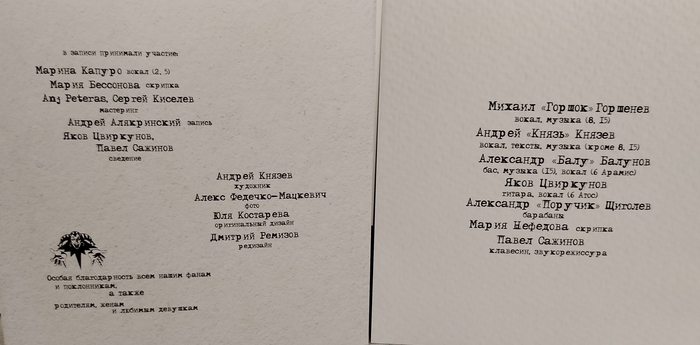 в записи принимали участие:
Марина Капуро вокал (2, 5)
Мария Бессонова скрипка
Anj Peteras, Сергей Киселев
мастеринг
Андрей Алякринский запись
Яков Цвиркунов,
Павел Сажинов
сведение
Андрей Князев
художник
Алекс Федечко-Мацкевич
фото
Юля Костарева
оригинальный дизайн
Дмитрий Ремизов
редизайн
Особая благодарность всем нашим фанам
и поклонникам,
а также
родителям, женам
и любимым девушкам
Михаил «Горшок» Горшенев
вокал, музыка (8, 15)
Андрей «Князь» Князев
вокал, тексты, музыка (кроме 8, 15)
Александр «Балу» Балунов
бас, музыка (15), вокал (6 Арамис)
Яков Цвиркунов
гитара, вокал (6 Атос)
Александр «Поручик» Щиголев
барабаны
Мария Нефедова скрипка
Павел Сажинов
клавесин, звукорежиссура